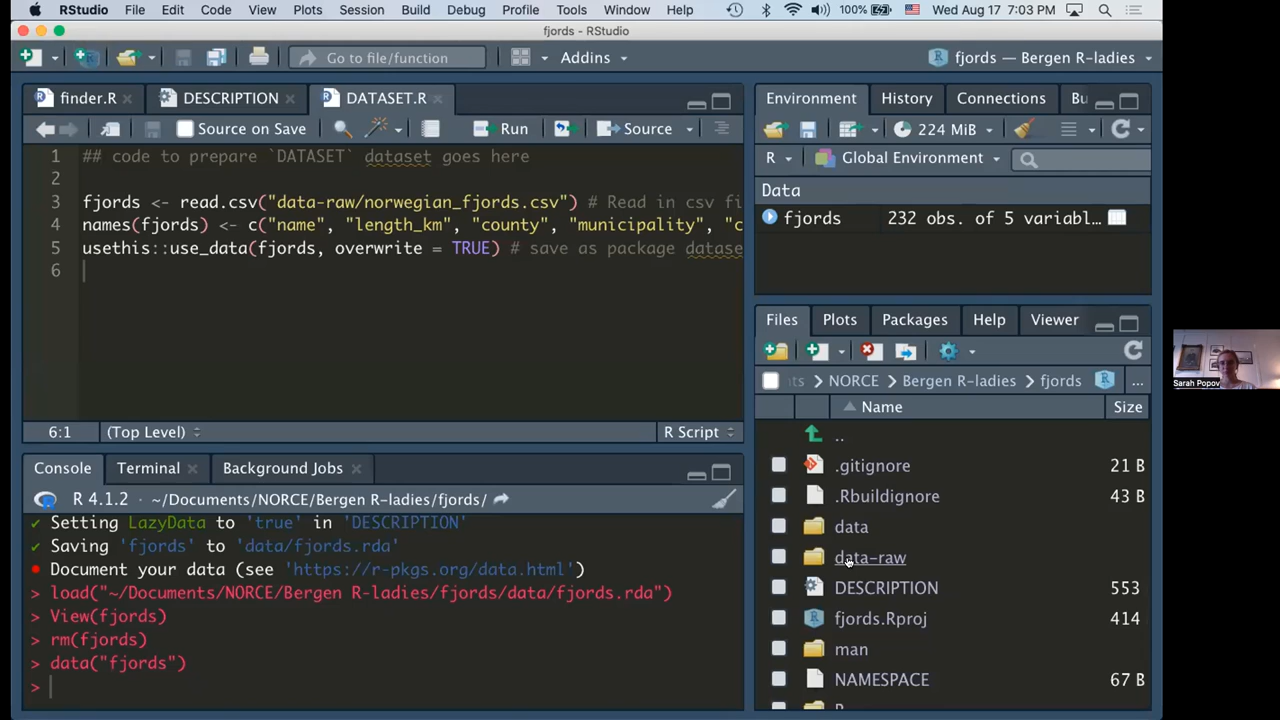 RStudio File Edit Code View Plots Session Build Debug Profile Tools Window Help 100% Wed Aug 17 7:03 PM
fjords - RStudio
Go to file/function Addins fjords — Bergen R-ladies
finder.R DESCRIPTION DATASET.R
Source on Save Run Source
1 ## code to prepare `DATASET` dataset goes here
2
3 fjords <- read.csv("data-raw/norwegian_fjords.csv") # Read in csv fi
4 names(fjords) <- c("name", "length_km", "county", "municipality", "c
5 usethis::use_data(fjords, overwrite = TRUE) # save as package datase
6
6:1 (Top Level) R Script
Console Terminal Background Jobs
R 4.1.2 · ~/Documents/NORCE/Bergen R-ladies/fjords/
✓ Setting LazyData to 'true' in 'DESCRIPTION'
✓ Saving 'fjords' to 'data/fjords.rda'
• Document your data (see 'https://r-pkgs.org/data.html')
> load("~/Documents/NORCE/Bergen R-ladies/fjords/data/fjords.rda")
> View(fjords)
> rm(fjords)
> data("fjords")
>
Environment History Connections Bu
224 MiB
R Global Environment
Data
fjords 232 obs. of 5 variabl…
Files Plots Packages Help Viewer
nts > NORCE > Bergen R-ladies > fjords ...
Name Size
..
.gitignore 21 B
.Rbuildignore 43 B
data
data-raw
DESCRIPTION 553
fjords.Rproj 414
man
NAMESPACE 67 B
R
Sarah Popov